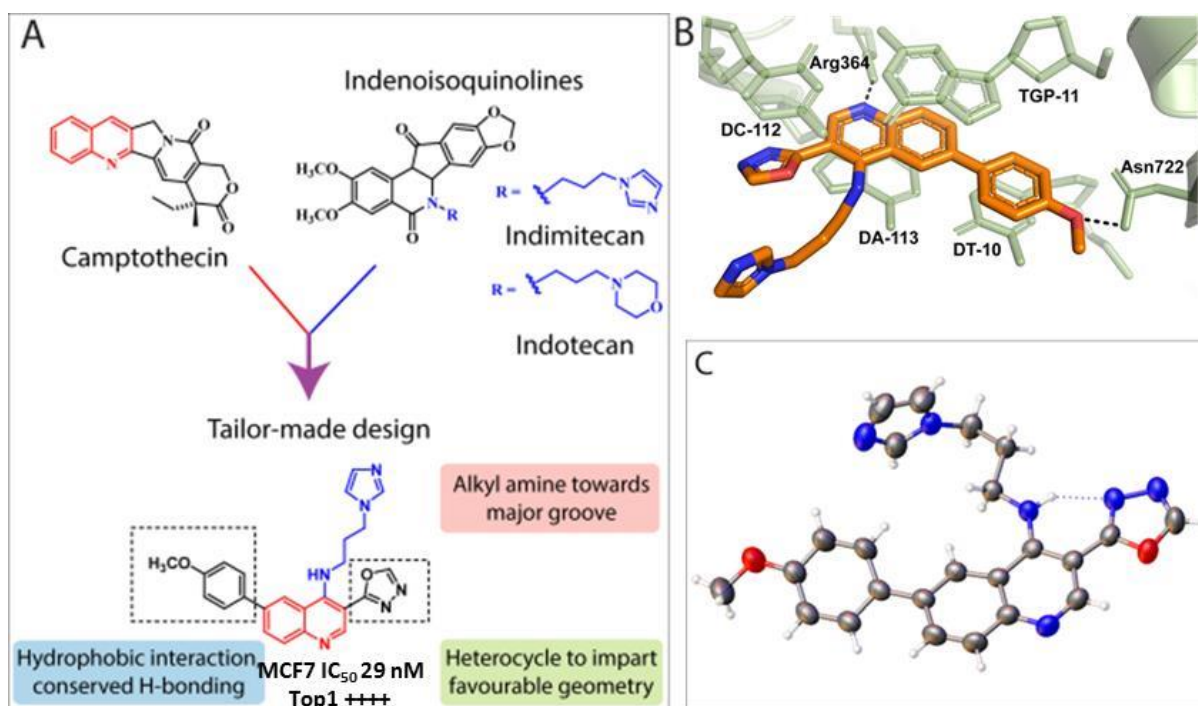 A
Indenoisoquinolines
N
O
N
O
O
O
O
O
H₃CO
H₃CO
N
R
O
R =
N
N
Indimitecan
R =
N
O
Indotecan
Camptothecin
Tailor-made design
N
N
Alkyl amine towards
major groove
H₃CO
HN
O
N
N
N
Hydrophobic interaction
conserved H-bonding
MCF7 IC₅₀ 29 nM
Top1 ++++
Heterocycle to impart
favourable geometry
B
Arg364
TGP-11
DC-112
Asn722
DA-113
DT-10
C